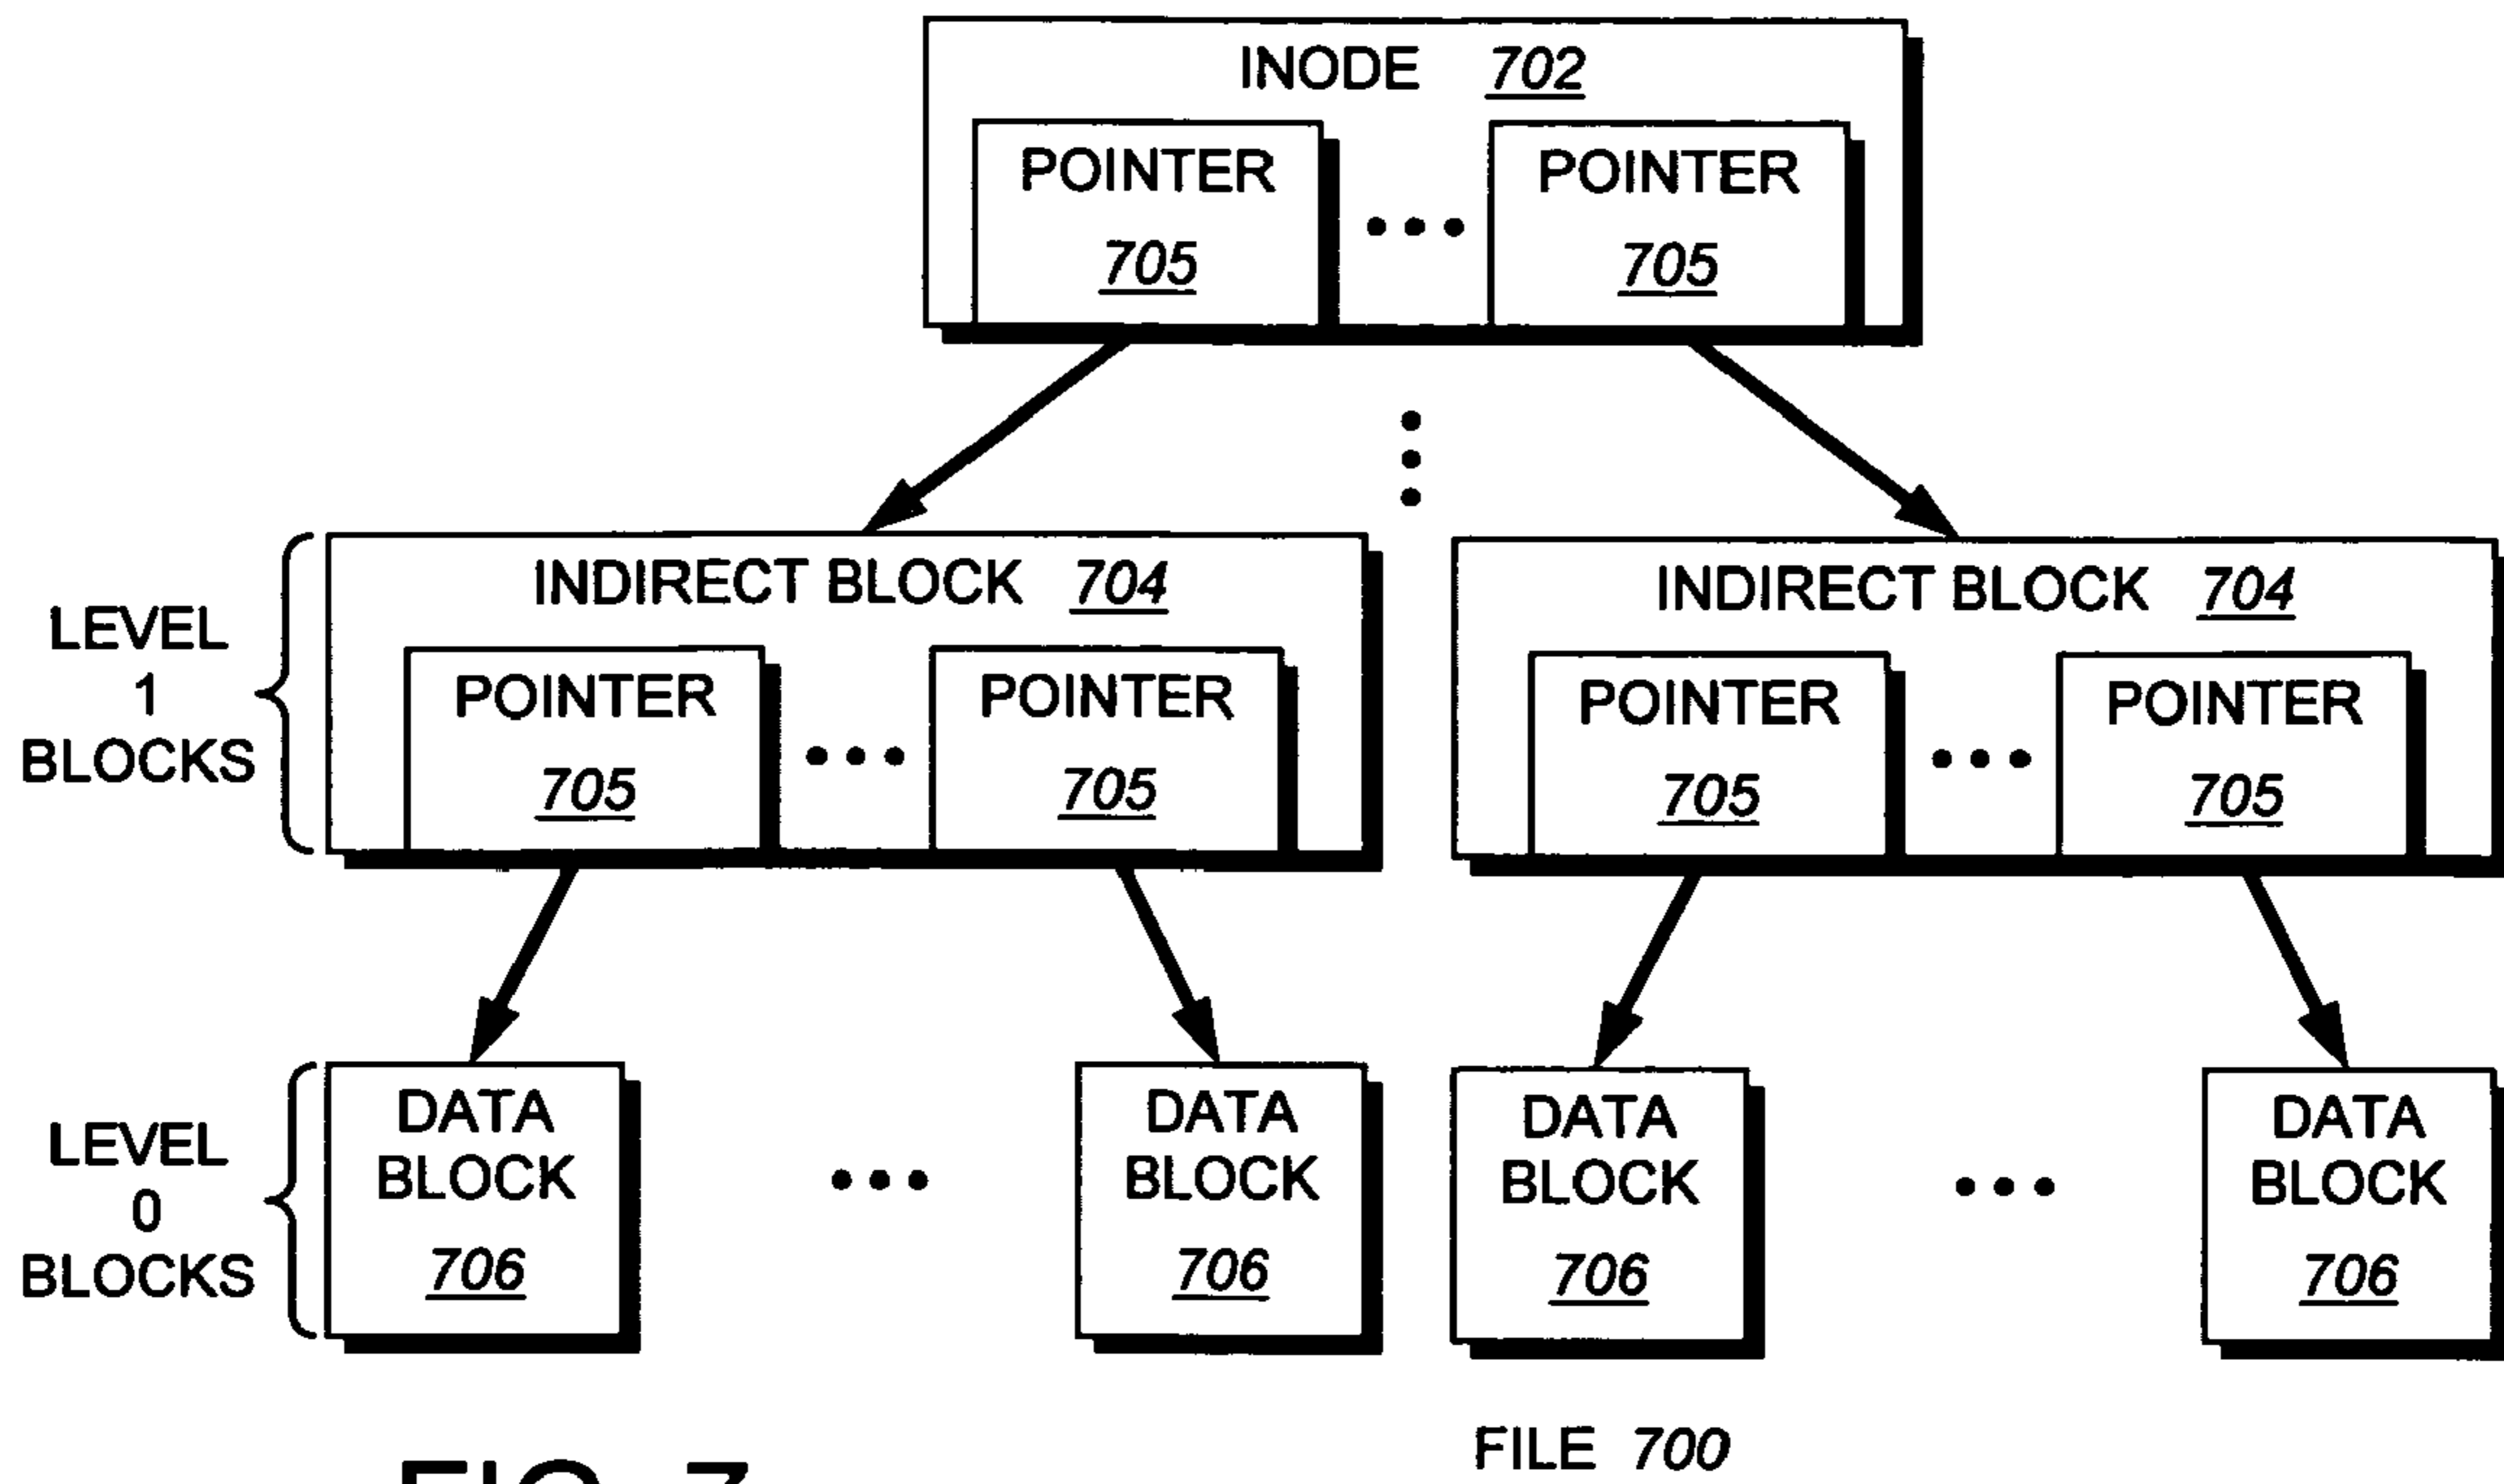 INODE 702
POINTER POINTER
705 ••• 705
INDIRECT BLOCK 704
POINTER POINTER
705 ••• 705
INDIRECT BLOCK 704
POINTER POINTER
705 ••• 705
LEVEL
1
BLOCKS
LEVEL
0
BLOCKS
DATA
BLOCK
706
•••
DATA
BLOCK
706
DATA
BLOCK
706
•••
DATA
BLOCK
706
FILE 700
FIG. 7